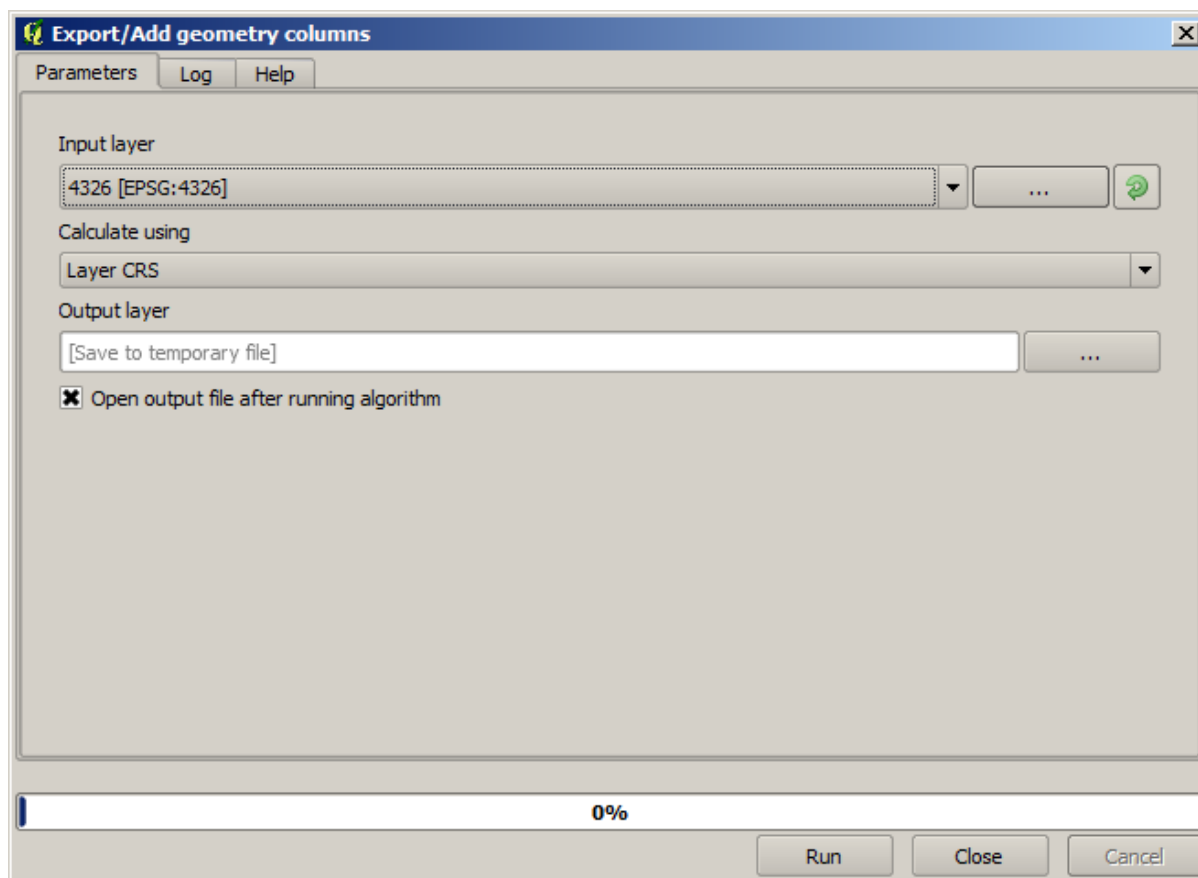 Export/Add geometry columns
Parameters Log Help
Input layer
4326 [EPSG:4326] ...
Calculate using
Layer CRS
Output layer
[Save to temporary file] ...
Open output file after running algorithm
0%
Run Close Cancel